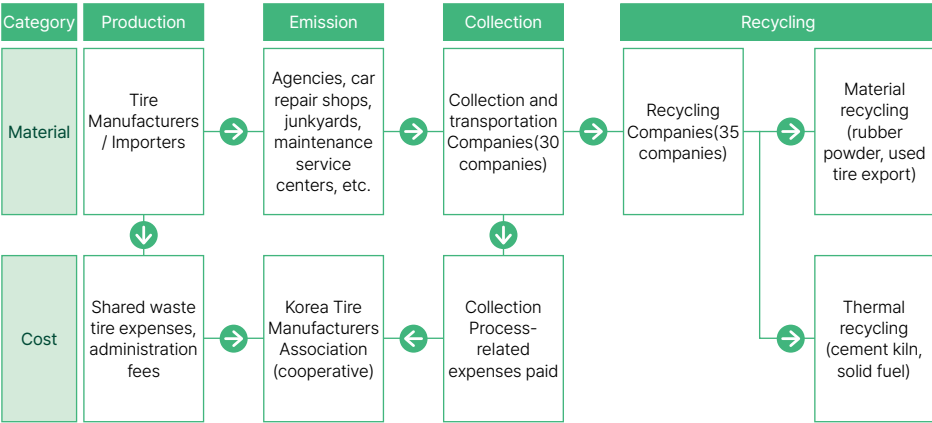 Category
Production
Emission
Collection
Recycling
Material
Tire
Manufacturers
/ Importers
Agencies, car
repair shops,
junkyards,
maintenance
service
centers, etc.
Collection and
transportation
Companies(30
companies)
Recycling
Companies(35
companies)
Material
recycling
(rubber
powder, used
tire export)
Cost
Shared waste
tire expenses,
administration
fees
Korea Tire
Manufacturers
Association
(cooperative)
Collection
Process-
related
expenses paid
Thermal
recycling
(cement kiln,
solid fuel)